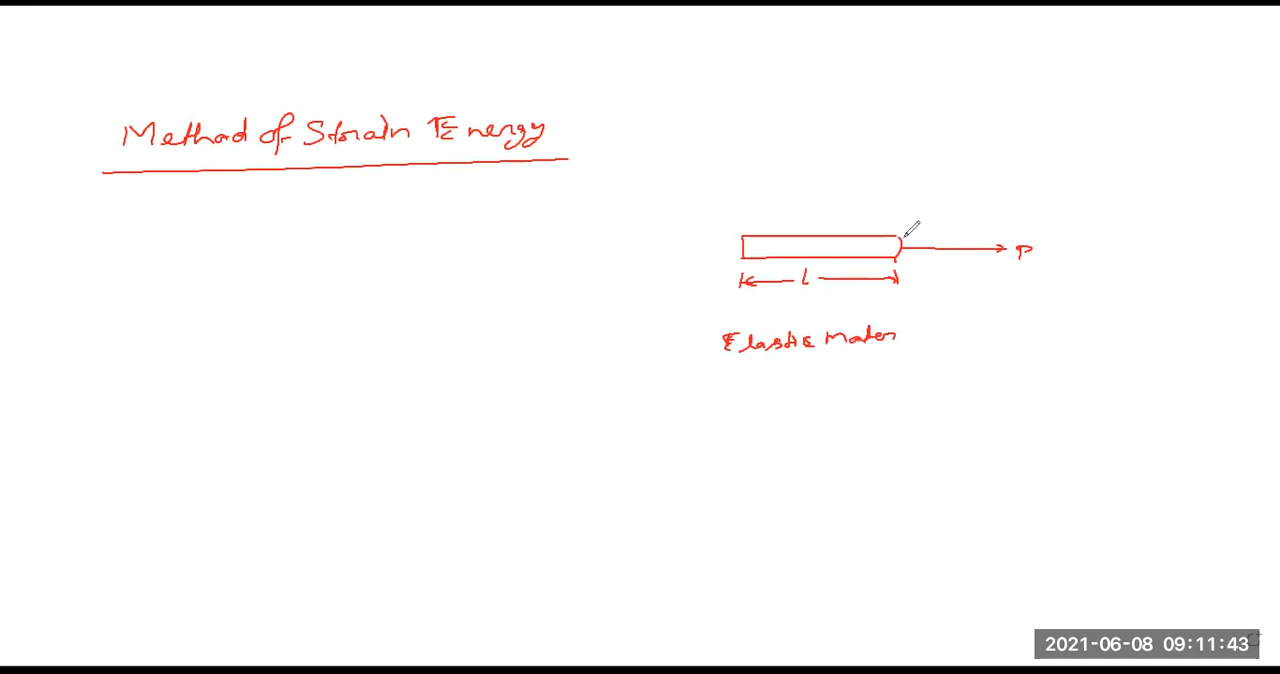 Method of Strain Energy
P
L
Elastic Mater
2021-06-08 09:11:43